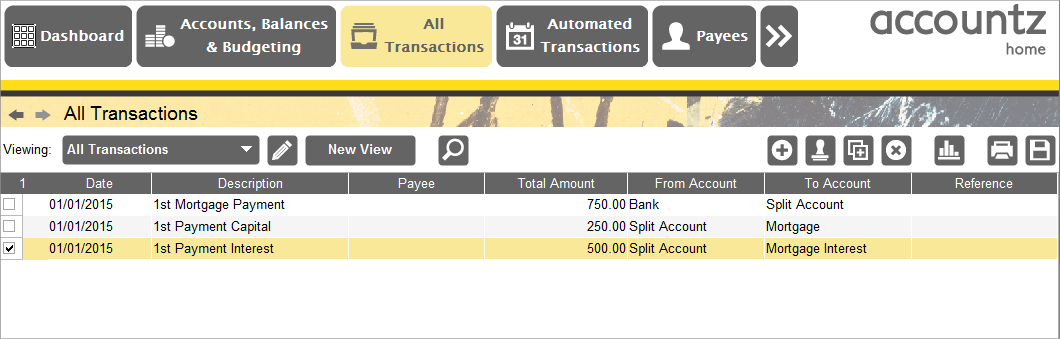 Dashboard
Accounts, Balances
& Budgeting
All
Transactions
Automated
Transactions
31
Payees
accountz
home
All Transactions
Viewing: All Transactions New View
1 Date Description Payee Total Amount From Account To Account Reference
01/01/2015 1st Mortgage Payment 750.00 Bank Split Account
01/01/2015 1st Payment Capital 250.00 Split Account Mortgage
01/01/2015 1st Payment Interest 500.00 Split Account Mortgage Interest